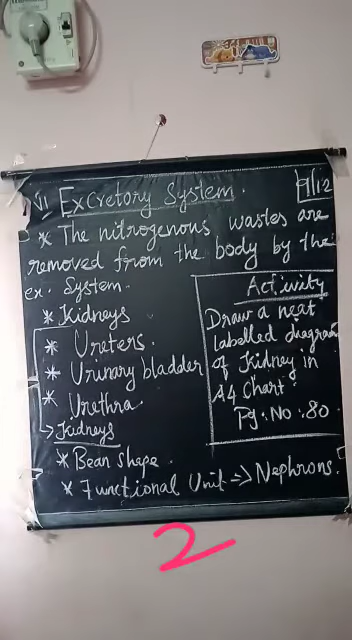 VII Excretory System.
9/12
* The nitrogenous wastes are
removed from the body by the
ex. System.
* Kidneys
* Ureters.
* Urinary bladder
* Urethra
→ Kidneys
* Bean shape.
* Functional Unit → Nephrons.
Activity
Draw a neat
labelled diagram
of Kidney in
A4 Chart.
Pg. No : 80
2